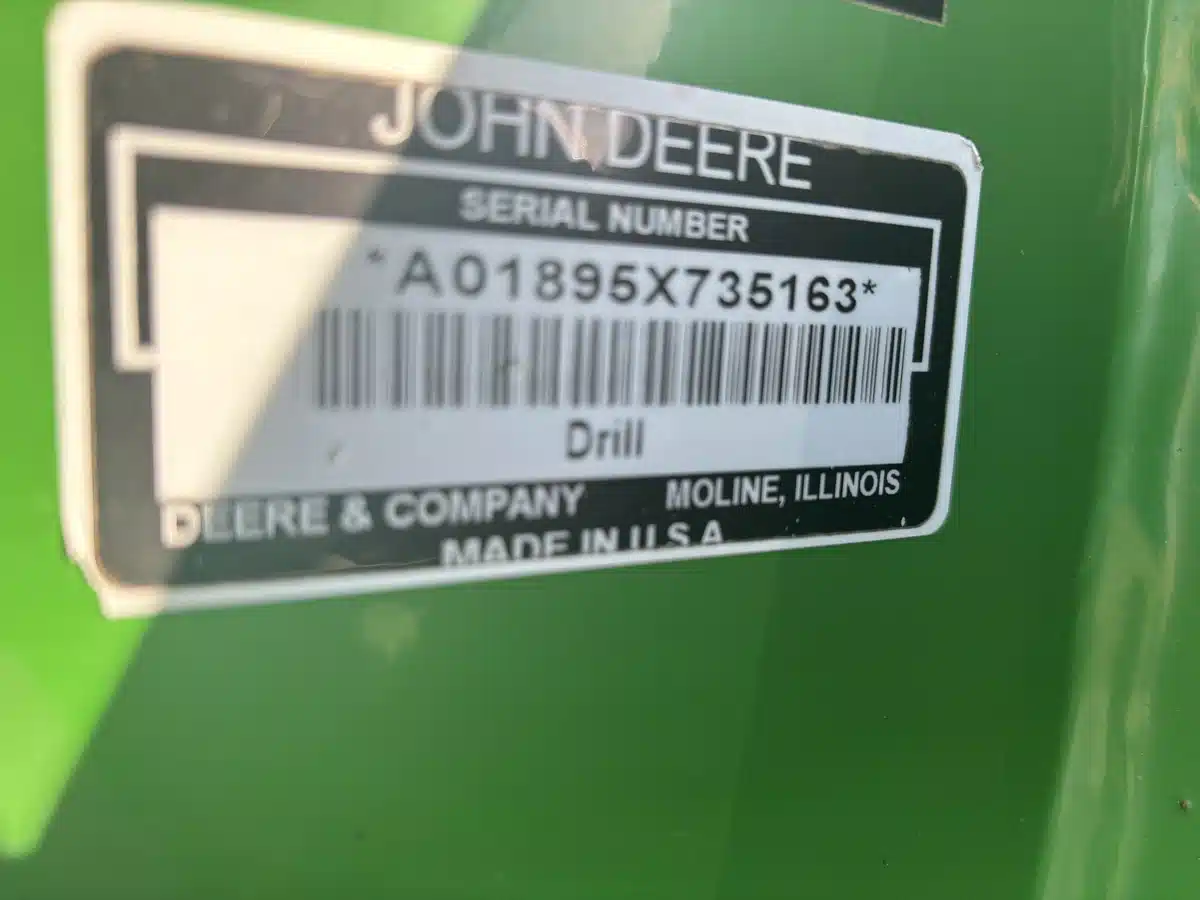 JOHN DEERE
SERIAL NUMBER
*A01895X735163*
Drill
DEERE & COMPANY MOLINE, ILLINOIS
MADE IN U.S.A